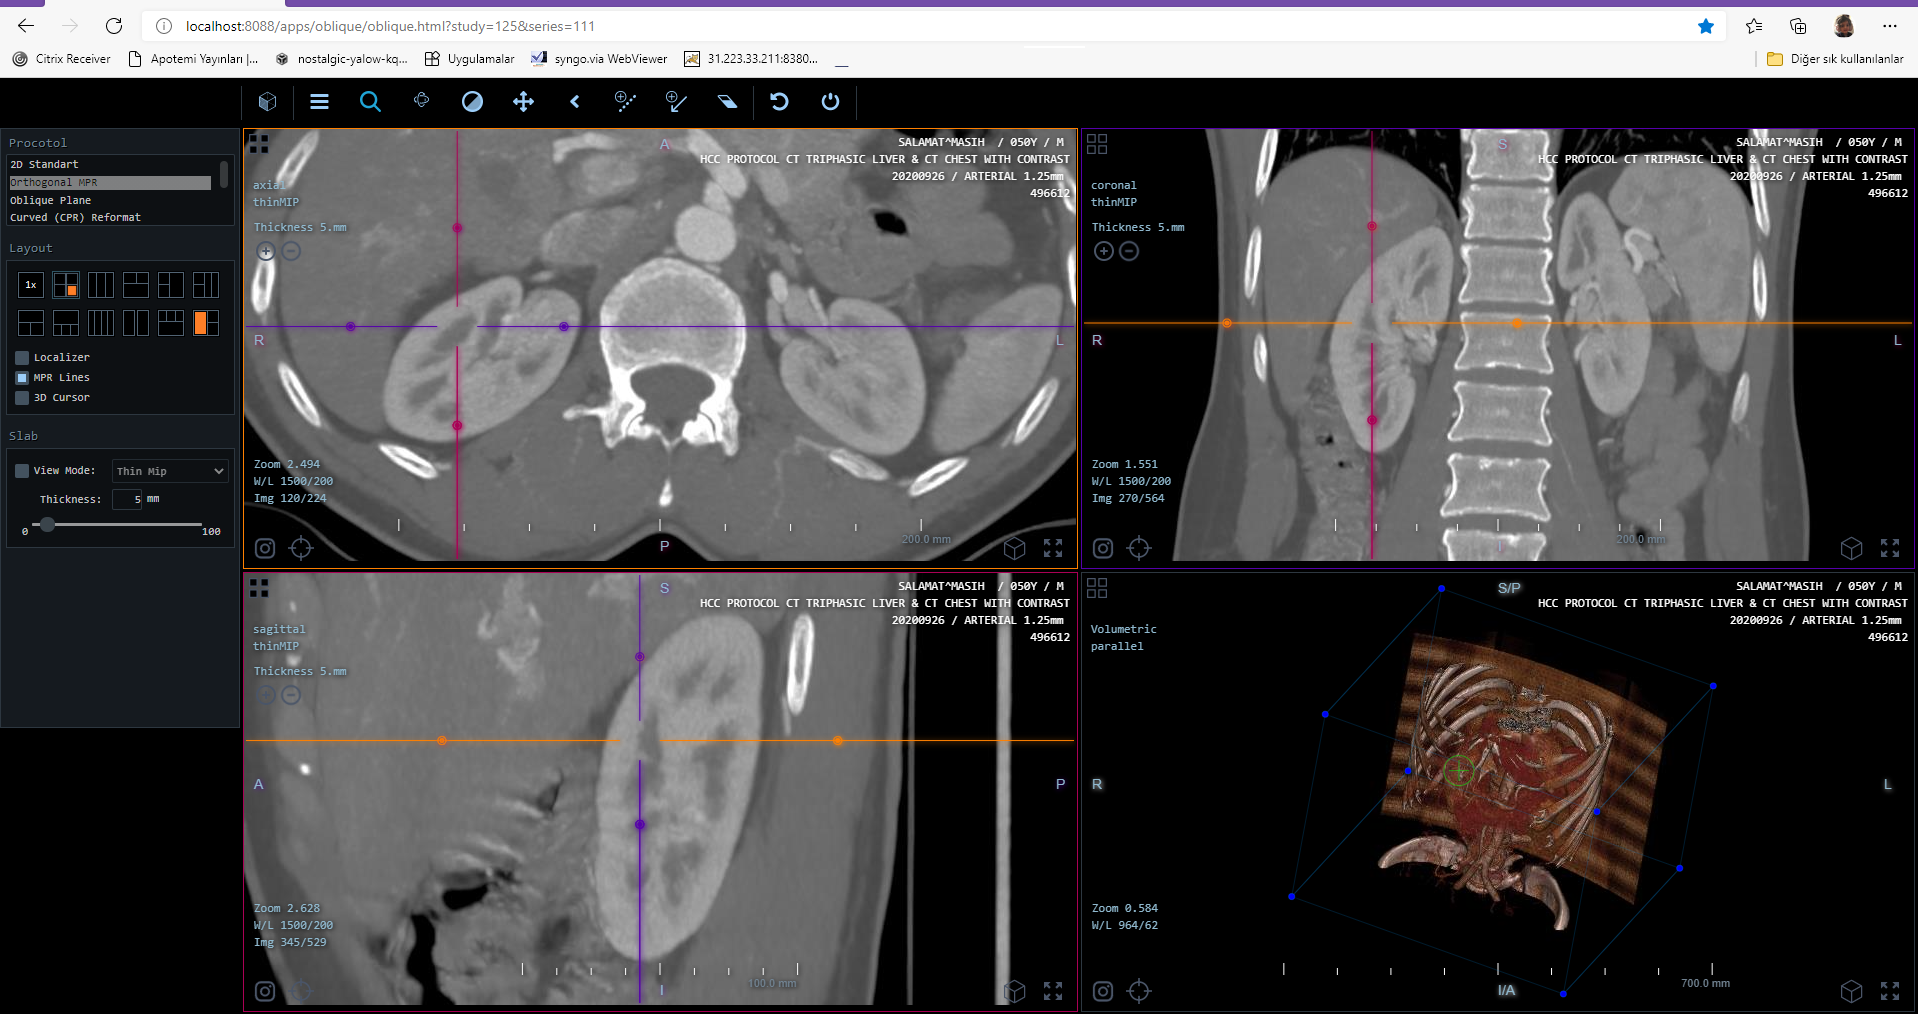 localhost:8088/apps/oblique/oblique.html?study=125&series=111
Citrix Receiver
Apotemi Yayınları |...
nostalgic-yalow-kq...
Uygulamalar
syngo.via WebViewer
31.223.33.211:8380...
Diğer sık kullanılanlar
Procotol
2D Standart
Orthogonal MPR
Oblique Plane
Curved (CPR) Reformat
Layout
1x
Localizer
MPR Lines
3D Cursor
Slab
View Mode: Thin Mip
Thickness: 5 mm
0 100
A
SALAMAT^MASIH / 050Y / M
HCC PROTOCOL CT TRIPHASIC LIVER & CT CHEST WITH CONTRAST
20200926 / ARTERIAL 1.25mm
496612
axial
thinMIP
Thickness 5.mm
R
L
Zoom 2.494
W/L 1500/200
Img 120/224
200.0 mm
P
S
SALAMAT^MASIH / 050Y / M
HCC PROTOCOL CT TRIPHASIC LIVER & CT CHEST WITH CONTRAST
20200926 / ARTERIAL 1.25mm
496612
coronal
thinMIP
Thickness 5.mm
R
L
Zoom 1.551
W/L 1500/200
Img 270/564
200.0 mm
I
S
SALAMAT^MASIH / 050Y / M
HCC PROTOCOL CT TRIPHASIC LIVER & CT CHEST WITH CONTRAST
20200926 / ARTERIAL 1.25mm
496612
sagittal
thinMIP
Thickness 5.mm
A
P
Zoom 2.628
W/L 1500/200
Img 345/529
100.0 mm
I
S/P
SALAMAT^MASIH / 050Y / M
HCC PROTOCOL CT TRIPHASIC LIVER & CT CHEST WITH CONTRAST
20200926 / ARTERIAL 1.25mm
496612
Volumetric
parallel
R
L
Zoom 0.584
W/L 964/62
700.0 mm
I/A